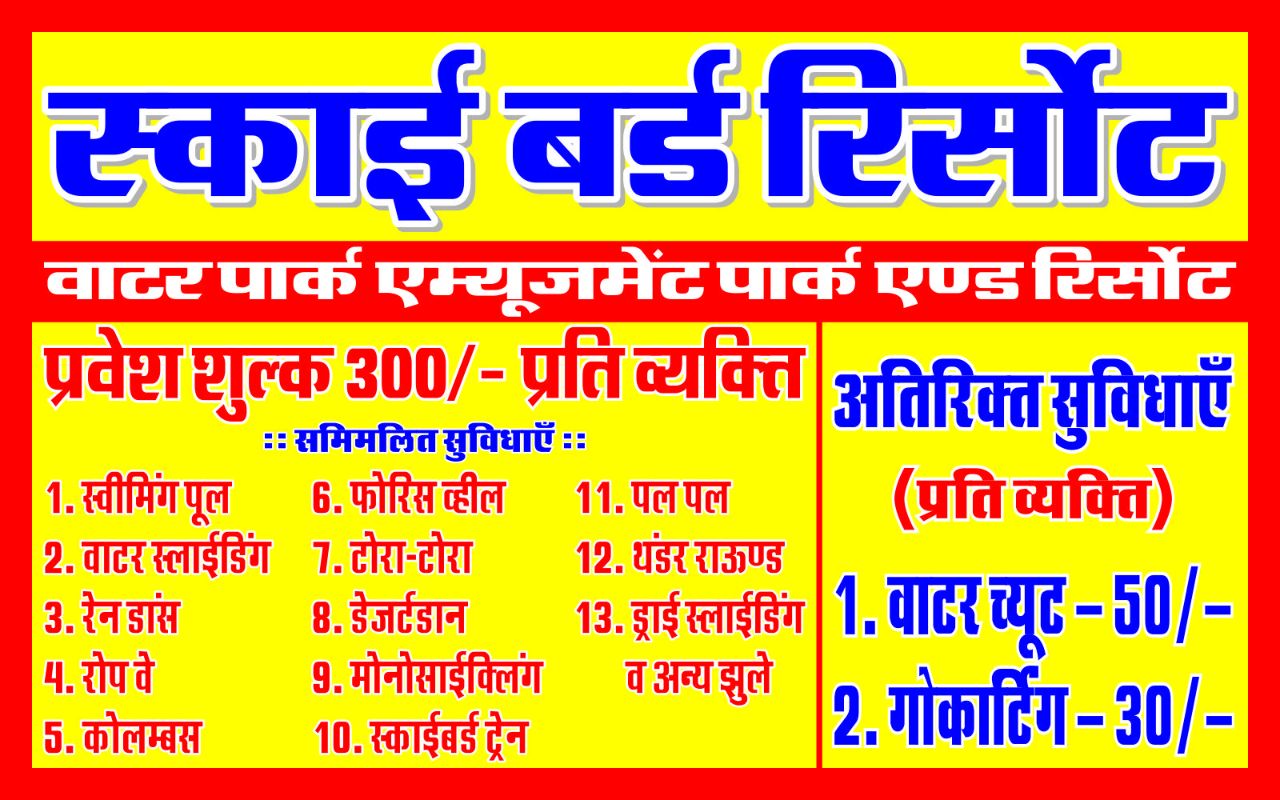 स्काई बर्ड रिर्सोट
वाटर पार्क एम्यूजमेंट पार्क एण्ड रिर्सोट
प्रवेश शुल्क 300/- प्रति व्यक्ति
:: समिमलित सुविधाएँ ::
1. स्वीमिंग पूल
2. वाटर स्लाईडिंग
3. रेन डांस
4. रोप वे
5. कोलम्बस
6. फोरिस व्हील
7. टोरा-टोरा
8. डेजर्टडान
9. मोनोसाईक्लिंग
10. स्काईबर्ड ट्रेन
11. पल पल
12. थंडर राऊण्ड
13. ड्राई स्लाईडिंग
व अन्य झुले
अतिरिक्त सुविधाएँ
(प्रति व्यक्ति)
1. वाटर च्यूट – 50/–
2. गोकार्टिग – 30/–